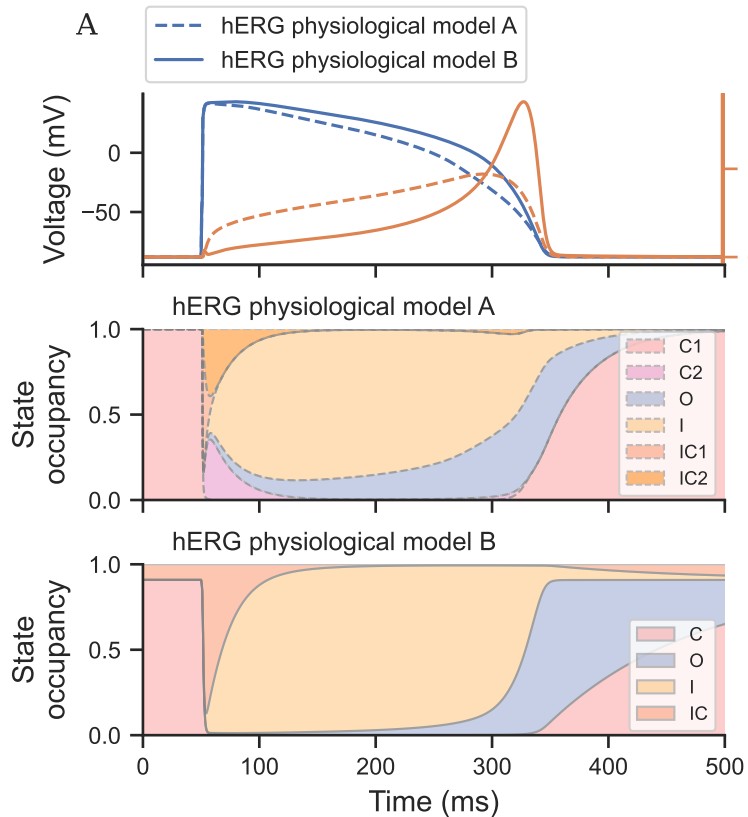 A
hERG physiological model A
hERG physiological model B
Voltage (mV)
0
−50
hERG physiological model A
State
occupancy
1.0
0.5
0.0
C1
C2
O
I
IC1
IC2
hERG physiological model B
State
occupancy
1.0
0.5
0.0
C
O
I
IC
0
100
200
300
400
500
Time (ms)